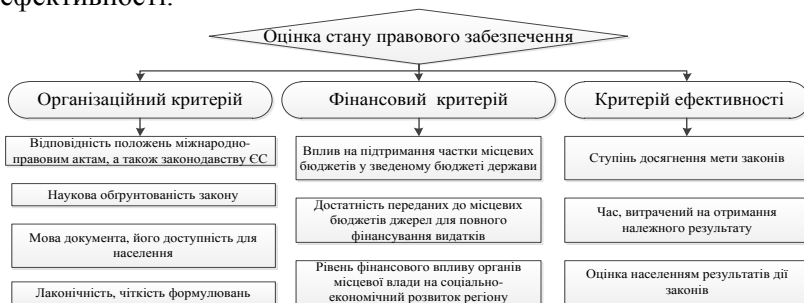 ефективності.
Оцінка стану правового забезпечення
Організаційний критерій
Фінансовий критерій
Критерій ефективності
Відповідність положень міжнародно-
правовим актам, а також законодавству ЄС
Наукова обґрунтованість закону
Мова документа, його доступність для
населення
Лаконічність, чіткість формулювань
Вплив на підтримання частки місцевих
бюджетів у зведеному бюджеті держави
Достатність переданих до місцевих
бюджетів джерел для повного
фінансування видатків
Рівень фінансового впливу органів
місцевої влади на соціально-
економічний розвиток регіону
Ступінь досягнення мети законів
Час, витрачений на отримання
належного результату
Оцінка населенням результатів дії
законів